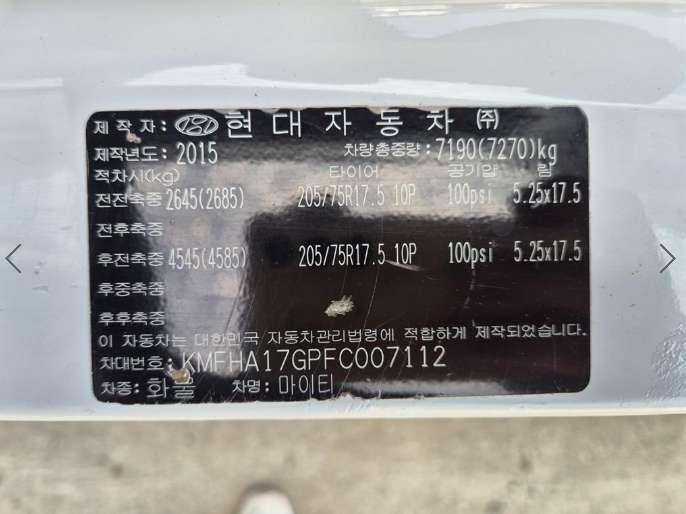 제 작 자: 현 대 자 동 차 ㈜
제작년도: 2015 차량총중량: 7190(7270)kg
적차시(kg) 타이어 공기압 림
전전축중 2645(2685) 205/75R17.5 10P 100psi 5.25x17.5
전후축중
후전축중 4545(4585) 205/75R17.5 10P 100psi 5.25x17.5
후중축중
후후축중
이 자동차는 대한민국 자동차관리법령에 적합하게 제작되었습니다.
차대번호: KMFHA17GPFC007112
차종: 화물 차명: 마이티